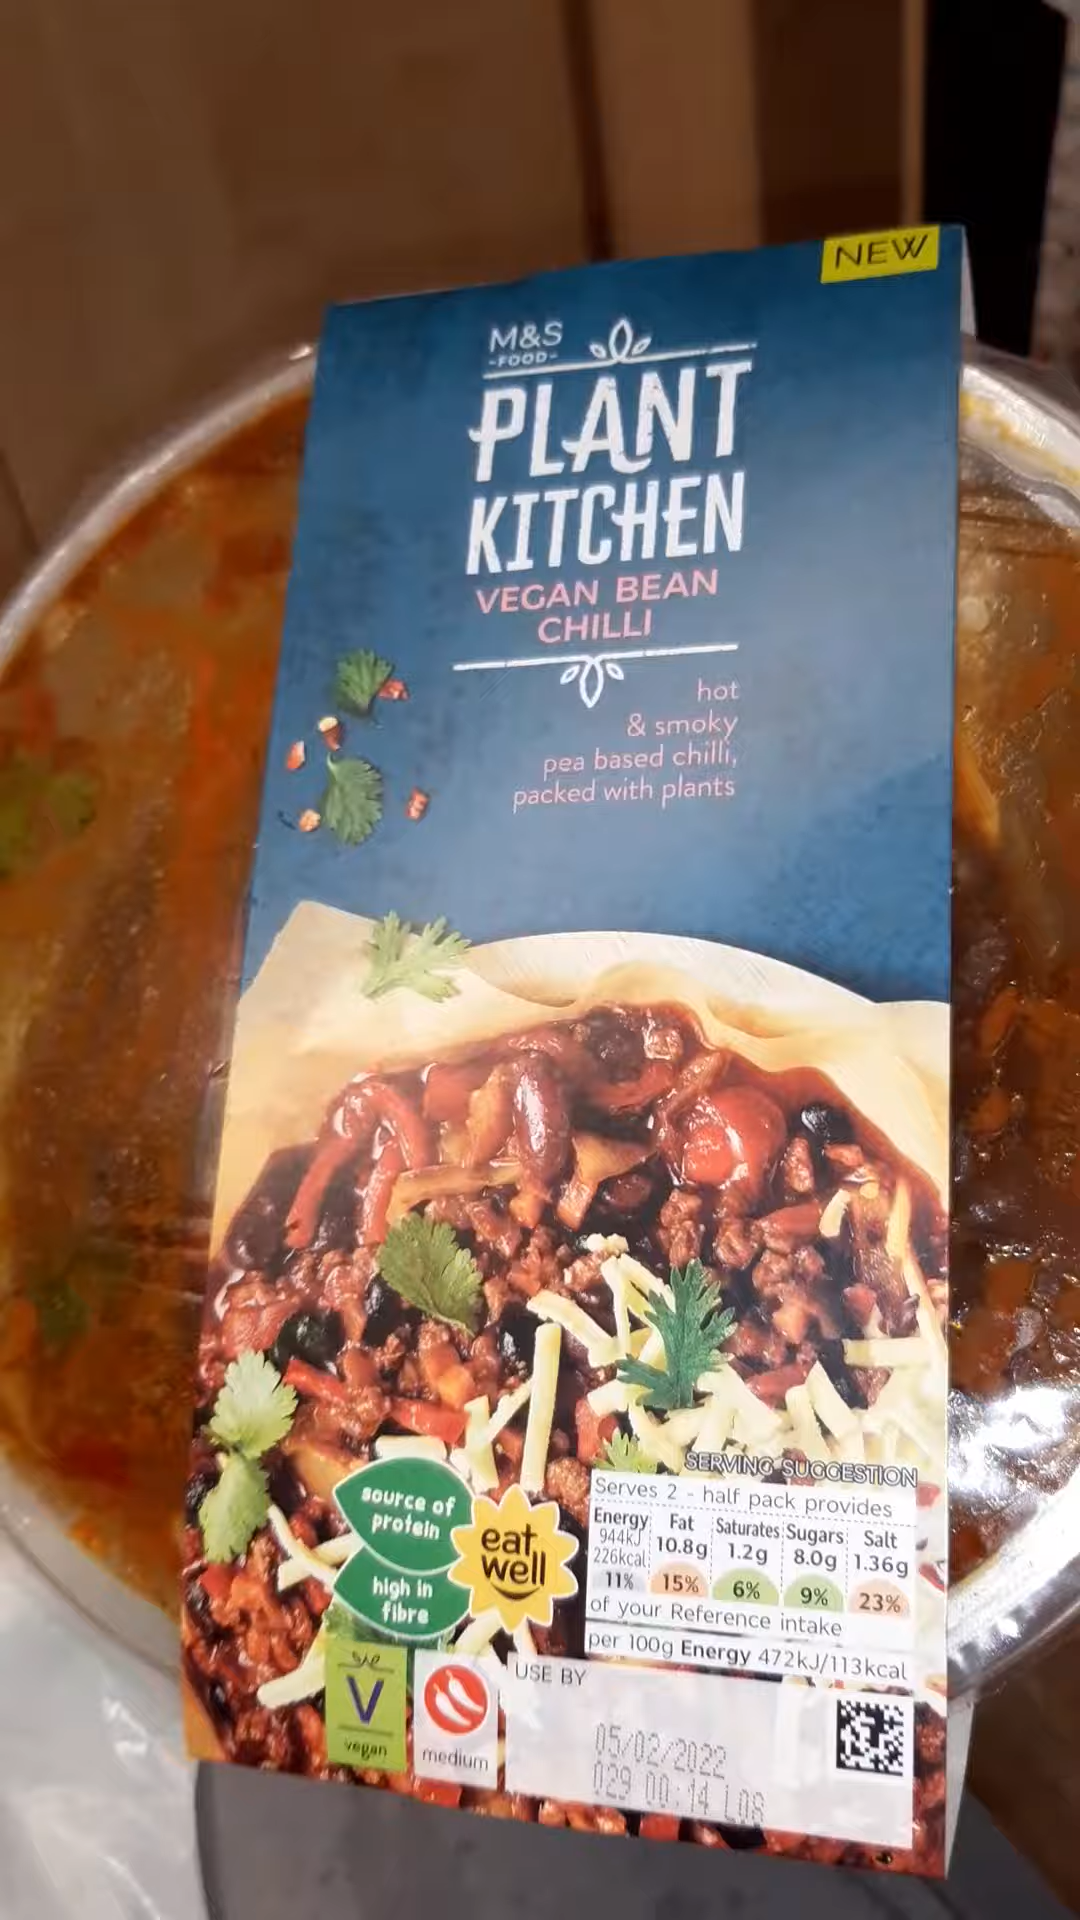 NEW
M&S
-FOOD-
PLANT
KITCHEN
VEGAN BEAN
CHILLI
hot
& smoky
pea based chilli,
packed with plants
SERVING SUGGESTION
source of
protein
high in
fibre
eat
well
Serves 2 - half pack provides
Energy Fat Saturates Sugars Salt
944kJ 10.8g 1.2g 8.0g 1.36g
226kcal
11% 15% 6% 9% 23%
of your Reference intake
per 100g Energy 472kJ/113kcal
V
vegan
medium
USE BY
05/02/2022
029 00:14 L08